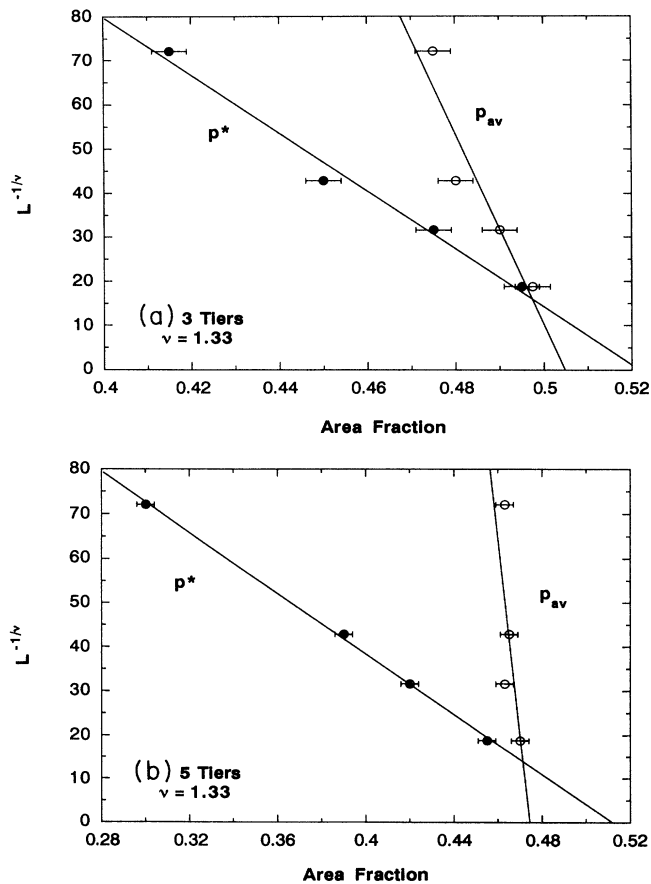 80
70
60
50
40
30
20
10
0
L^-1/ν
p*
p_av
(a) 3 Tiers
ν = 1.33
0.4 0.42 0.44 0.46 0.48 0.5 0.52
Area Fraction
80
70
60
50
40
30
20
10
0
L^-1/ν
p*
p_av
(b) 5 Tiers
ν = 1.33
0.28 0.32 0.36 0.4 0.44 0.48 0.52
Area Fraction